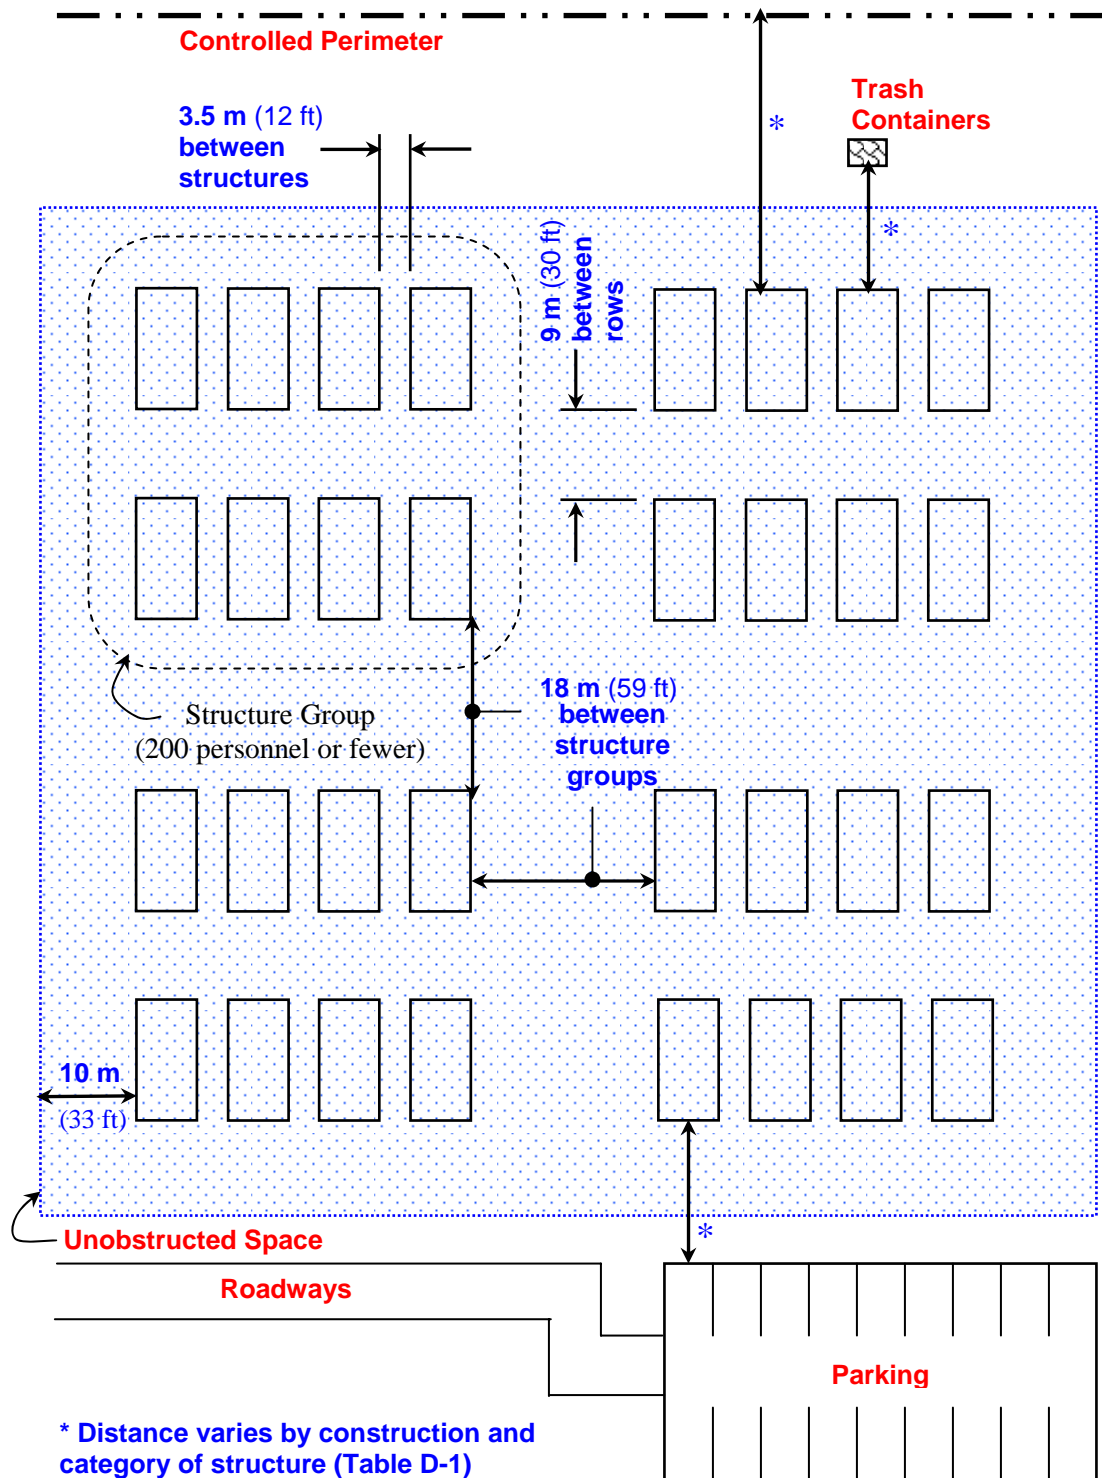 Controlled Perimeter
3.5 m (12 ft)
between
structures
*
Trash
Containers
*
9 m (30 ft)
between
rows
Structure Group
(200 personnel or fewer)
18 m (59 ft)
between
structure
groups
10 m
(33 ft)
*
Unobstructed Space
Roadways
Parking
* Distance varies by construction and
category of structure (Table D-1)